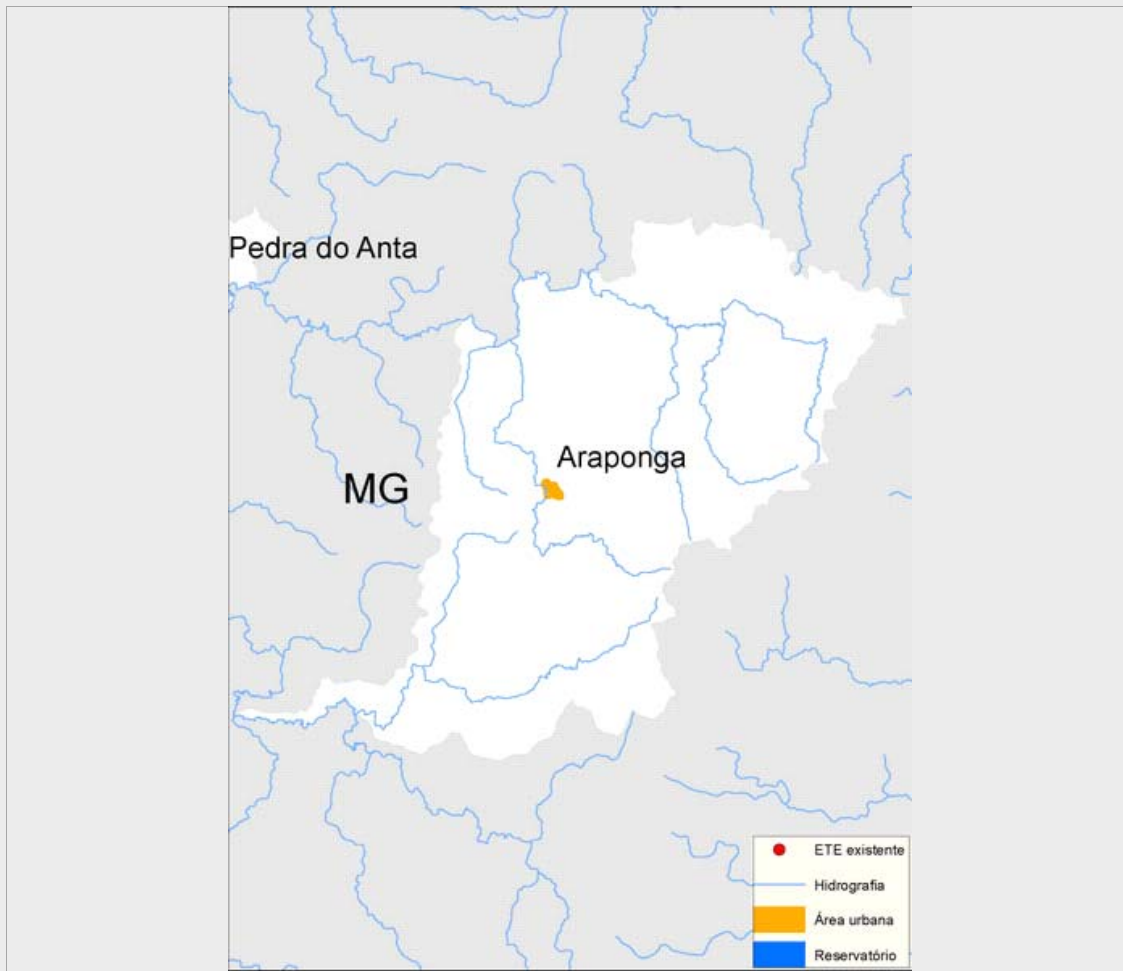 Pedra do Anta
Araponga
MG
ETE existente
Hidrografia
Área urbana
Reservatório